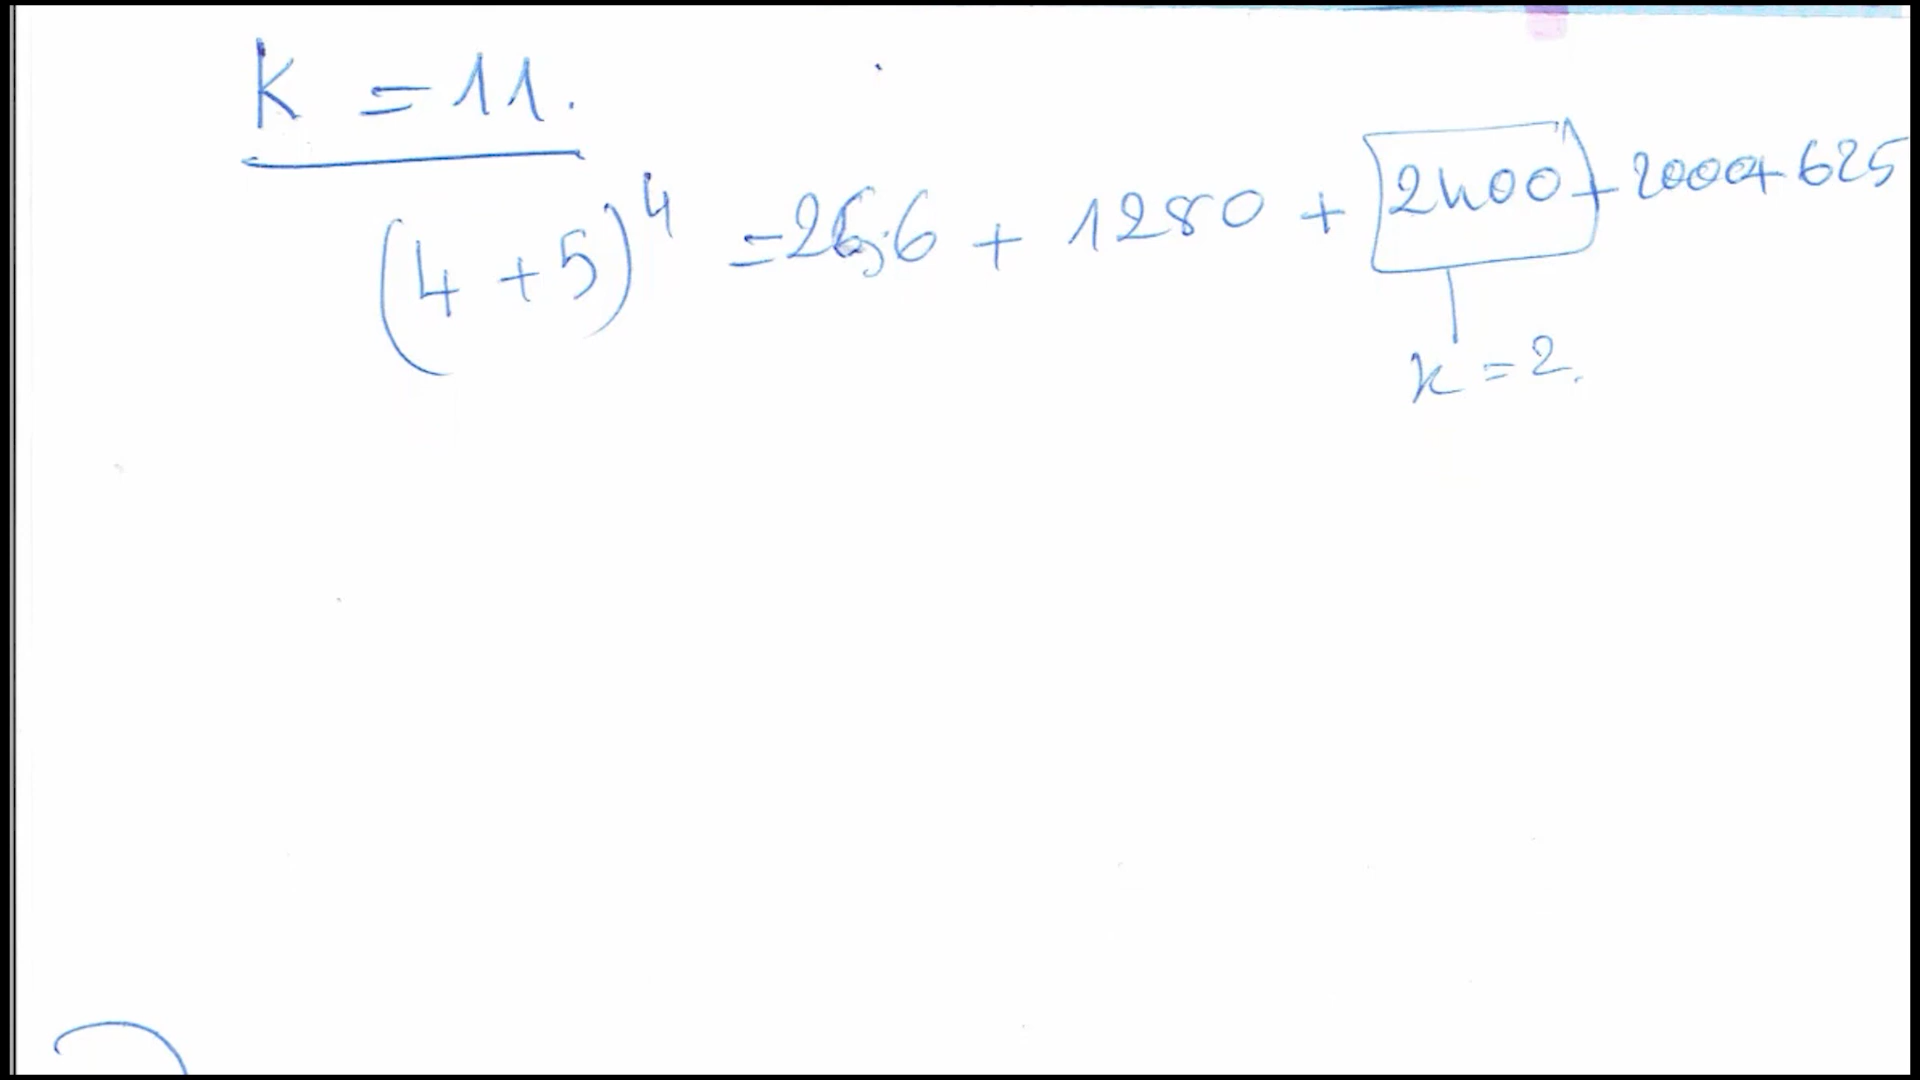 K = 11.
(4+5)^4 = 256 + 1280 + 2400 + 2000 + 625
k = 2.